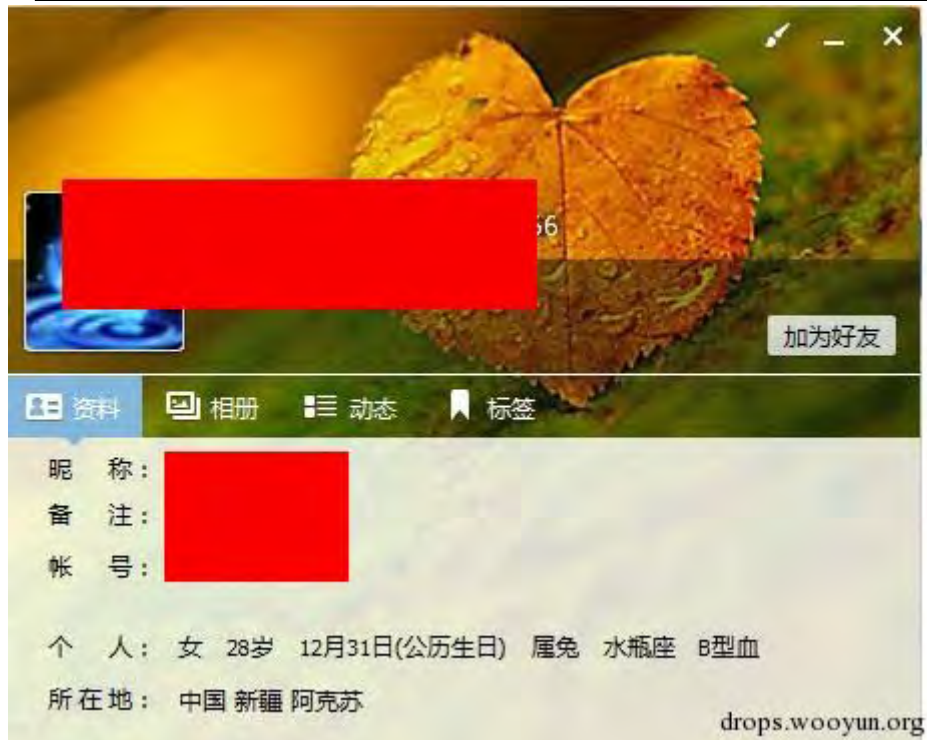 56
加为好友
资料 相册 动态 标签
昵 称：
备 注：
帐 号：
个 人： 女 28岁 12月31日(公历生日) 属兔 水瓶座 B型血
所在地： 中国 新疆 阿克苏
drops.wooyun.org